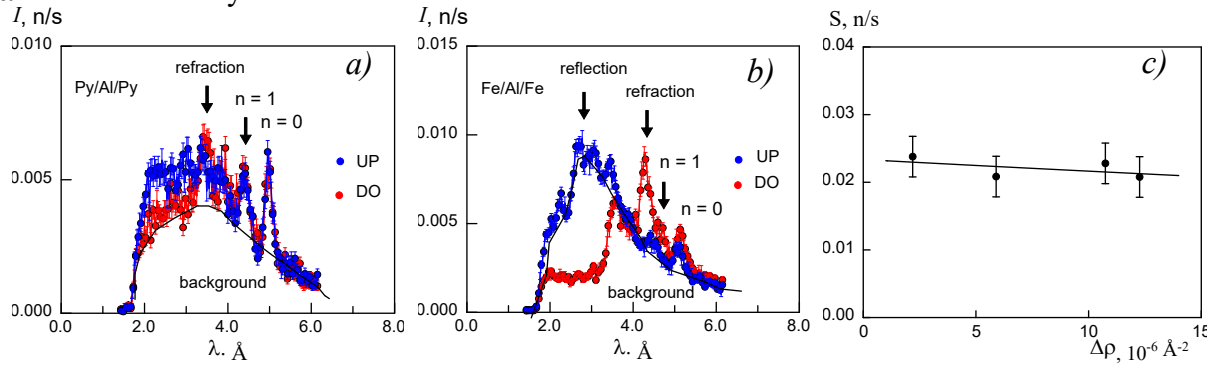 I, n/s
0.010
0.005
0.000
0.0
2.0
4.0
6.0
8.0
λ. Å
Py/Al/Py
refraction
n = 1
n = 0
UP
DO
background
a)
I, n/s
0.015
0.010
0.005
0.000
0.0
2.0
4.0
6.0
8.0
λ. Å
Fe/Al/Fe
reflection
refraction
n = 1
n = 0
UP
DO
background
b)
S, n/s
0.04
0.03
0.02
0.01
0.00
0
5
10
15
Δρ, 10⁻⁶ Å⁻²
c)